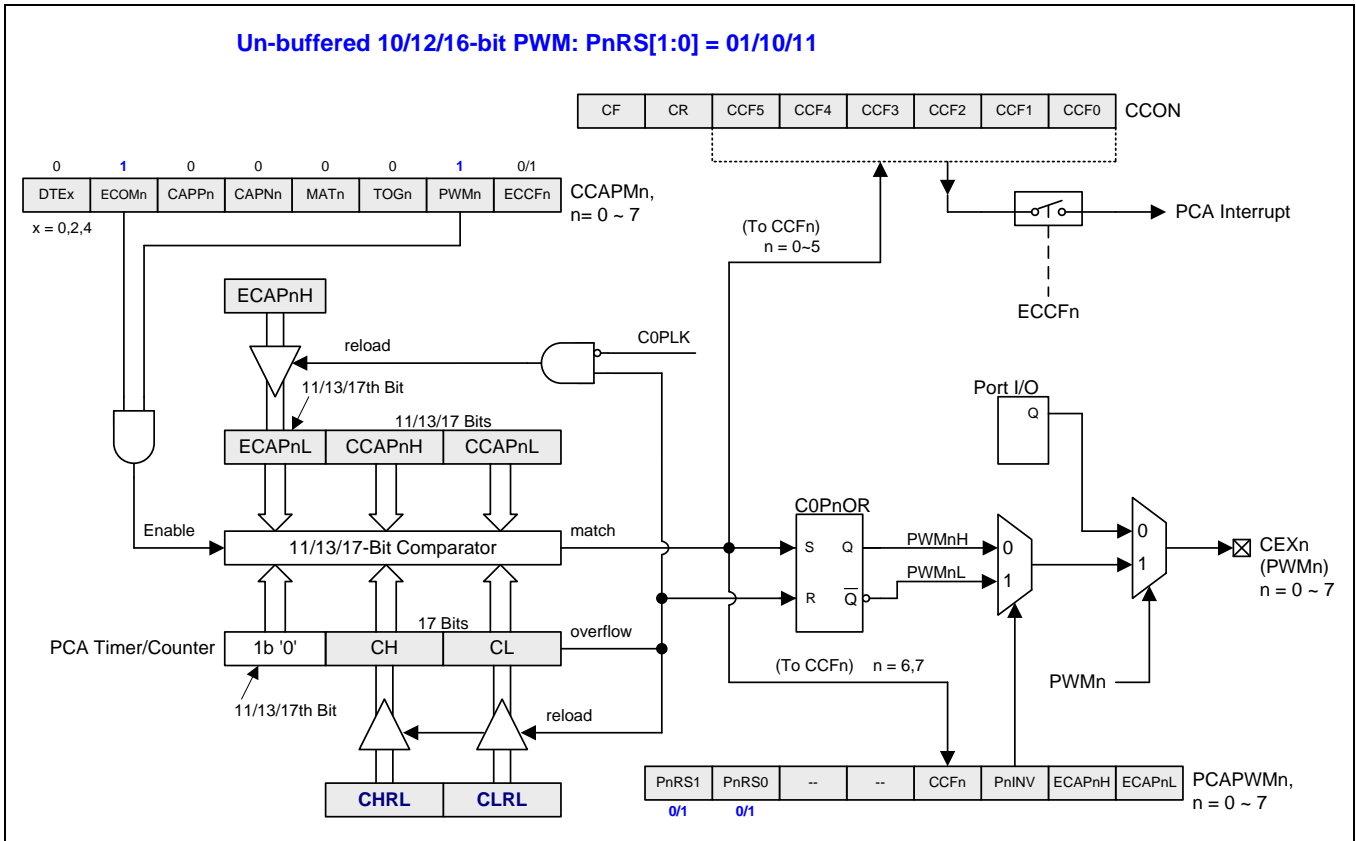 Un-buffered 10/12/16-bit PWM: PnRS[1:0] = 01/10/11
CF CR CCF5 CCF4 CCF3 CCF2 CCF1 CCF0 CCON
0 1 0 0 0 0 1 0/1
DTEx ECOMn CAPPn CAPNn MATn TOGn PWMn ECCFn CCAPMn,
n= 0 ~ 7
x = 0,2,4
PCA Interrupt
(To CCFn)
n = 0~5
ECCFn
ECAPnH
C0PLK
reload
11/13/17th Bit
Port I/O
Q
11/13/17 Bits
ECAPnL CCAPnH CCAPnL
C0PnOR
Enable
11/13/17-Bit Comparator
match
S Q
PWMnH
0
1
0
1
CEXn
(PWMn)
n = 0 ~ 7
PWMnL
R Q
17 Bits
PCA Timer/Counter 1b '0' CH CL overflow
(To CCFn) n = 6,7
PWMn
11/13/17th Bit
reload
CHRL CLRL
PnRS1 PnRS0 -- -- CCFn PnINV ECAPnH ECAPnL PCAPWMn,
n = 0 ~ 7
0/1 0/1